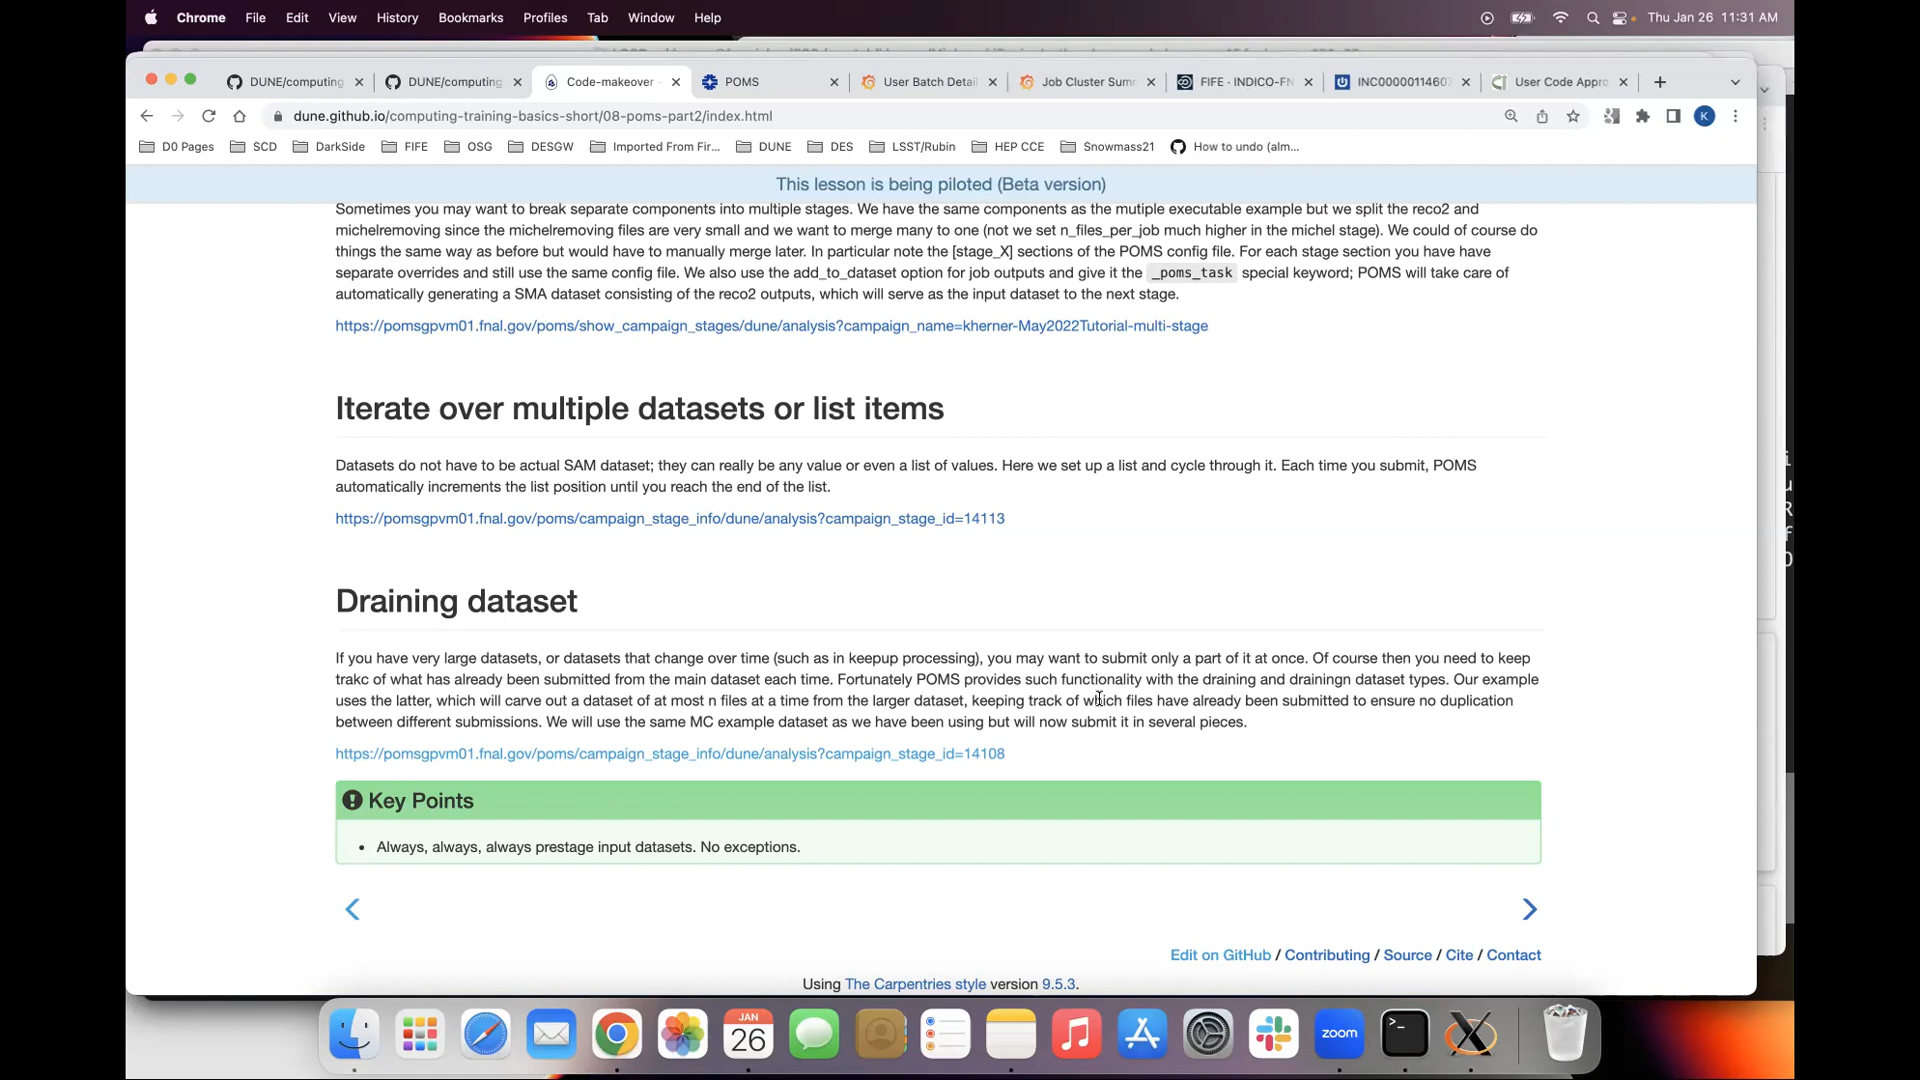 Chrome File Edit View History Bookmarks Profiles Tab Window Help Thu Jan 26 11:31 AM
DUNE/computing DUNE/computing Code-makeover - POMS User Batch Detail Job Cluster Summ FIFE - INDICO-FN INC00000011460 User Code Appro
dune.github.io/computing-training-basics-short/08-poms-part2/index.html K
D0 Pages SCD DarkSide FIFE OSG DESGW Imported From Fir... DUNE DES LSST/Rubin HEP CCE Snowmass21 How to undo (alm...
This lesson is being piloted (Beta version)
Sometimes you may want to break separate components into multiple stages. We have the same components as the mutiple executable example but we split the reco2 and
michelremoving since the michelremoving files are very small and we want to merge many to one (not we set n_files_per_job much higher in the michel stage). We could of course do
things the same way as before but would have to manually merge later. In particular note the [stage_X] sections of the POMS config file. For each stage section you have have
separate overrides and still use the same config file. We also use the add_to_dataset option for job outputs and give it the _poms_task special keyword; POMS will take care of
automatically generating a SMA dataset consisting of the reco2 outputs, which will serve as the input dataset to the next stage.
https://pomsgpvm01.fnal.gov/poms/show_campaign_stages/dune/analysis?campaign_name=kherner-May2022Tutorial-multi-stage
Iterate over multiple datasets or list items
Datasets do not have to be actual SAM dataset; they can really be any value or even a list of values. Here we set up a list and cycle through it. Each time you submit, POMS
automatically increments the list position until you reach the end of the list.
https://pomsgpvm01.fnal.gov/poms/campaign_stage_info/dune/analysis?campaign_stage_id=14113
Draining dataset
If you have very large datasets, or datasets that change over time (such as in keepup processing), you may want to submit only a part of it at once. Of course then you need to keep
trakc of what has already been submitted from the main dataset each time. Fortunately POMS provides such functionality with the draining and drainingn dataset types. Our example
uses the latter, which will carve out a dataset of at most n files at a time from the larger dataset, keeping track of which files have already been submitted to ensure no duplication
between different submissions. We will use the same MC example dataset as we have been using but will now submit it in several pieces.
https://pomsgpvm01.fnal.gov/poms/campaign_stage_info/dune/analysis?campaign_stage_id=14108
Key Points
• Always, always, always prestage input datasets. No exceptions.
Edit on GitHub / Contributing / Source / Cite / Contact
Using The Carpentries style version 9.5.3.
JAN
26
zoom